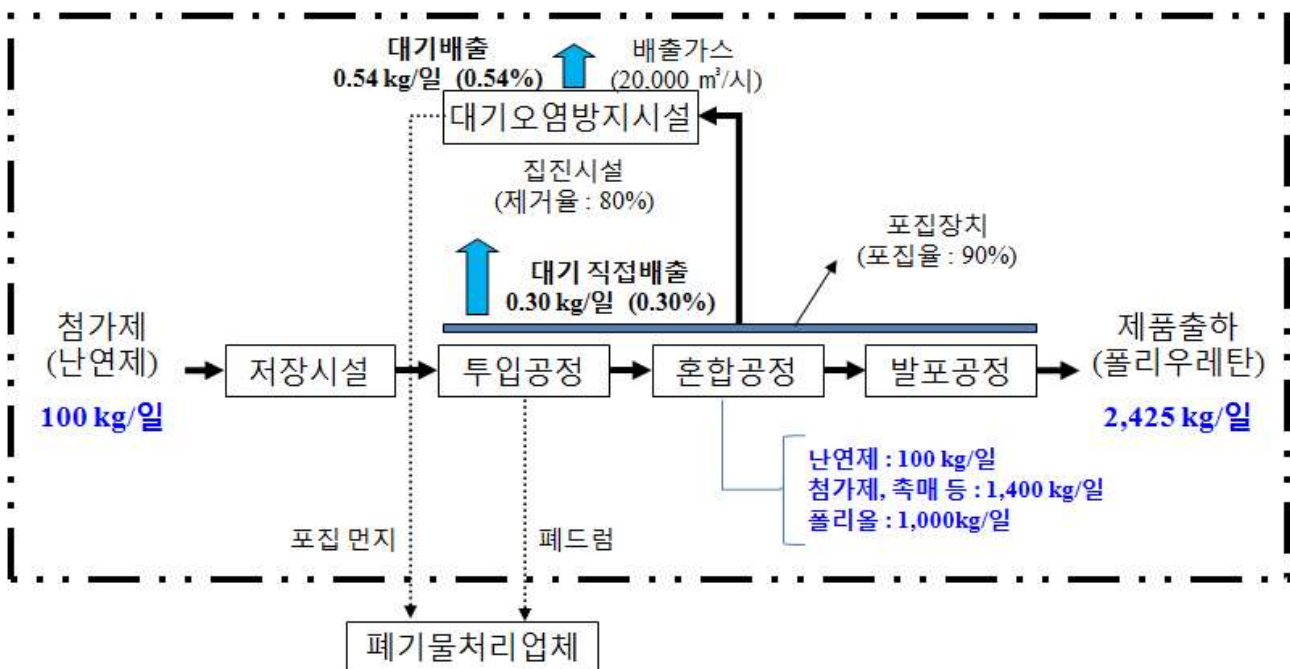 대기배출
0.54 kg/일 (0.54%)
배출가스
(20,000 ㎥/시)
대기오염방지시설
집진시설
(제거율 : 80%)
대기 직접배출
0.30 kg/일 (0.30%)
포집장치
(포집율 : 90%)
첨가제
(난연제)
100 kg/일
저장시설
투입공정
혼합공정
발포공정
제품출하
(폴리우레탄)
2,425 kg/일
난연제 : 100 kg/일
첨가제, 촉매 등 : 1,400 kg/일
폴리올 : 1,000kg/일
포집 먼지
폐드럼
폐기물처리업체